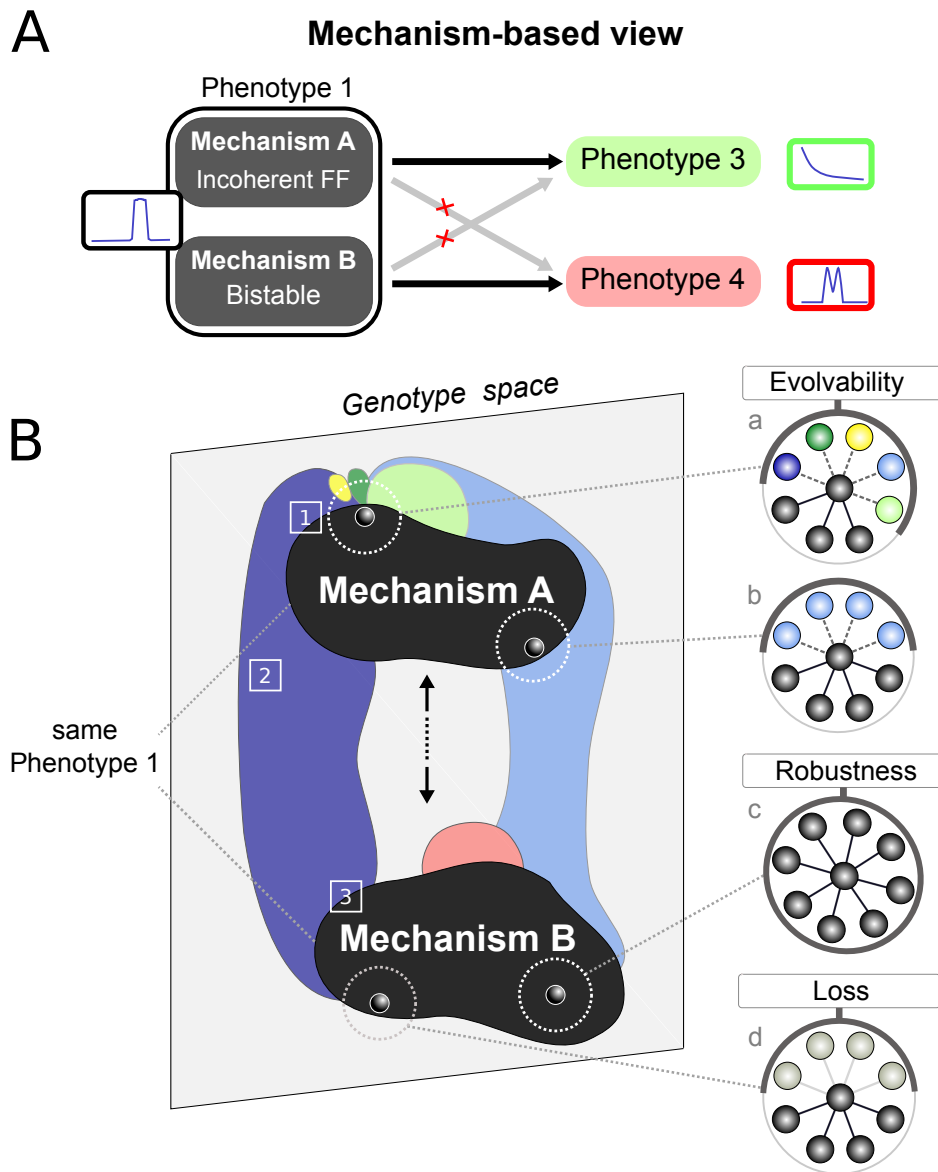 A
Mechanism-based view
Phenotype 1
Mechanism A
Incoherent FF
Mechanism B
Bistable
Phenotype 3
Phenotype 4
B
Genotype space
1
2
3
Mechanism A
Mechanism B
same
Phenotype 1
Evolvability
a
b
Robustness
c
Loss
d